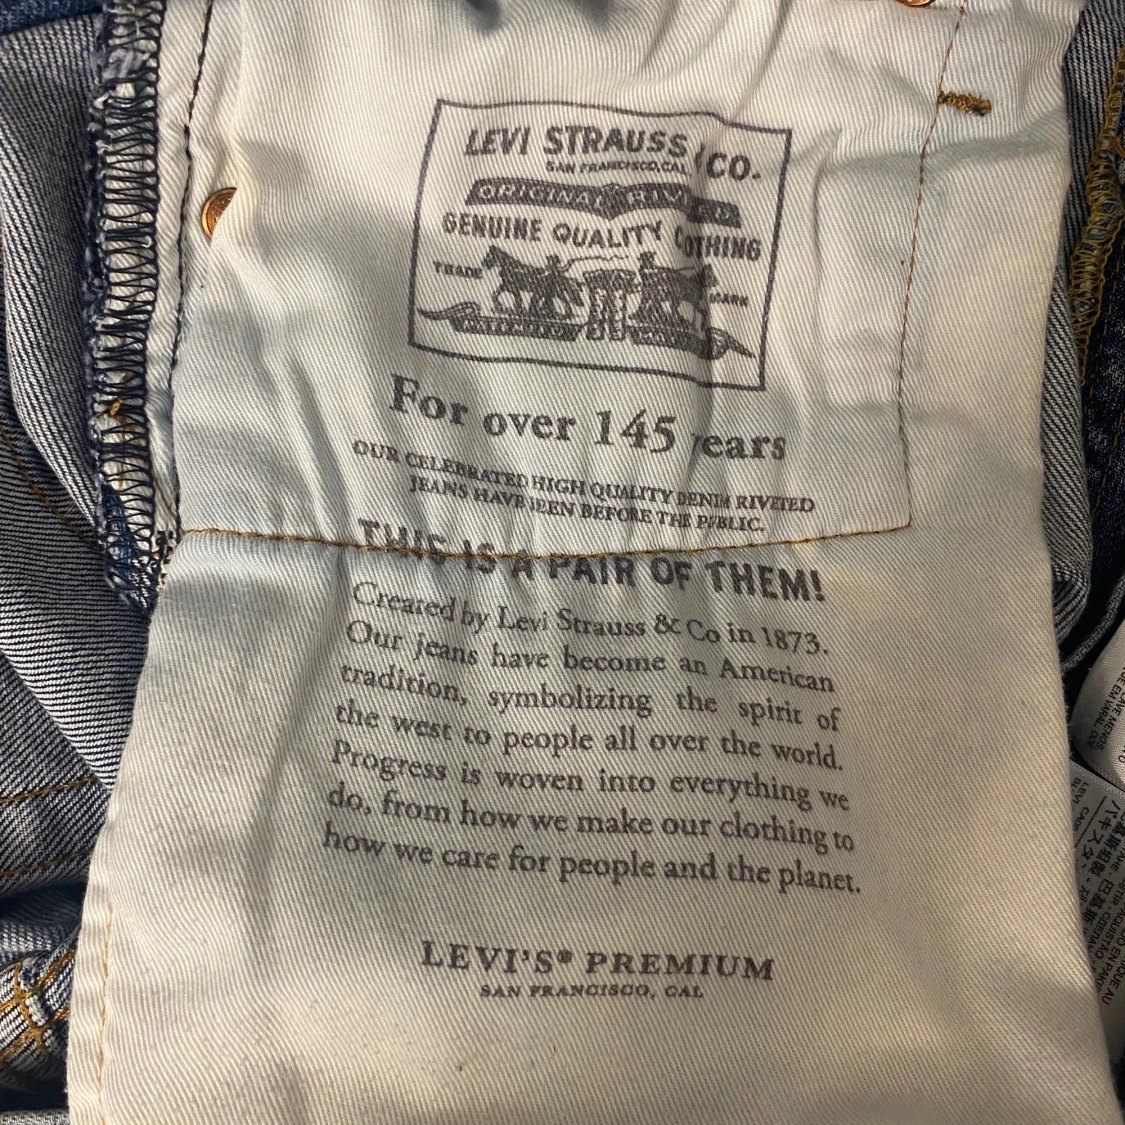 LEVI STRAUSS & CO.
SAN FRANCISCO, CAL.
ORIGINAL RIVETED
GENUINE QUALITY CLOTHING
TRADE MARK
For over 145 years
OUR CELEBRATED HIGH QUALITY DENIM RIVETED
JEANS HAVE BEEN BEFORE THE PUBLIC.
THIS IS A PAIR OF THEM!
Created by Levi Strauss & Co in 1873.
Our jeans have become an American
tradition, symbolizing the spirit of
the west to people all over the world.
Progress is woven into everything we
do, from how we make our clothing to
how we care for people and the planet.
LEVI'S® PREMIUM
SAN FRANCISCO, CAL